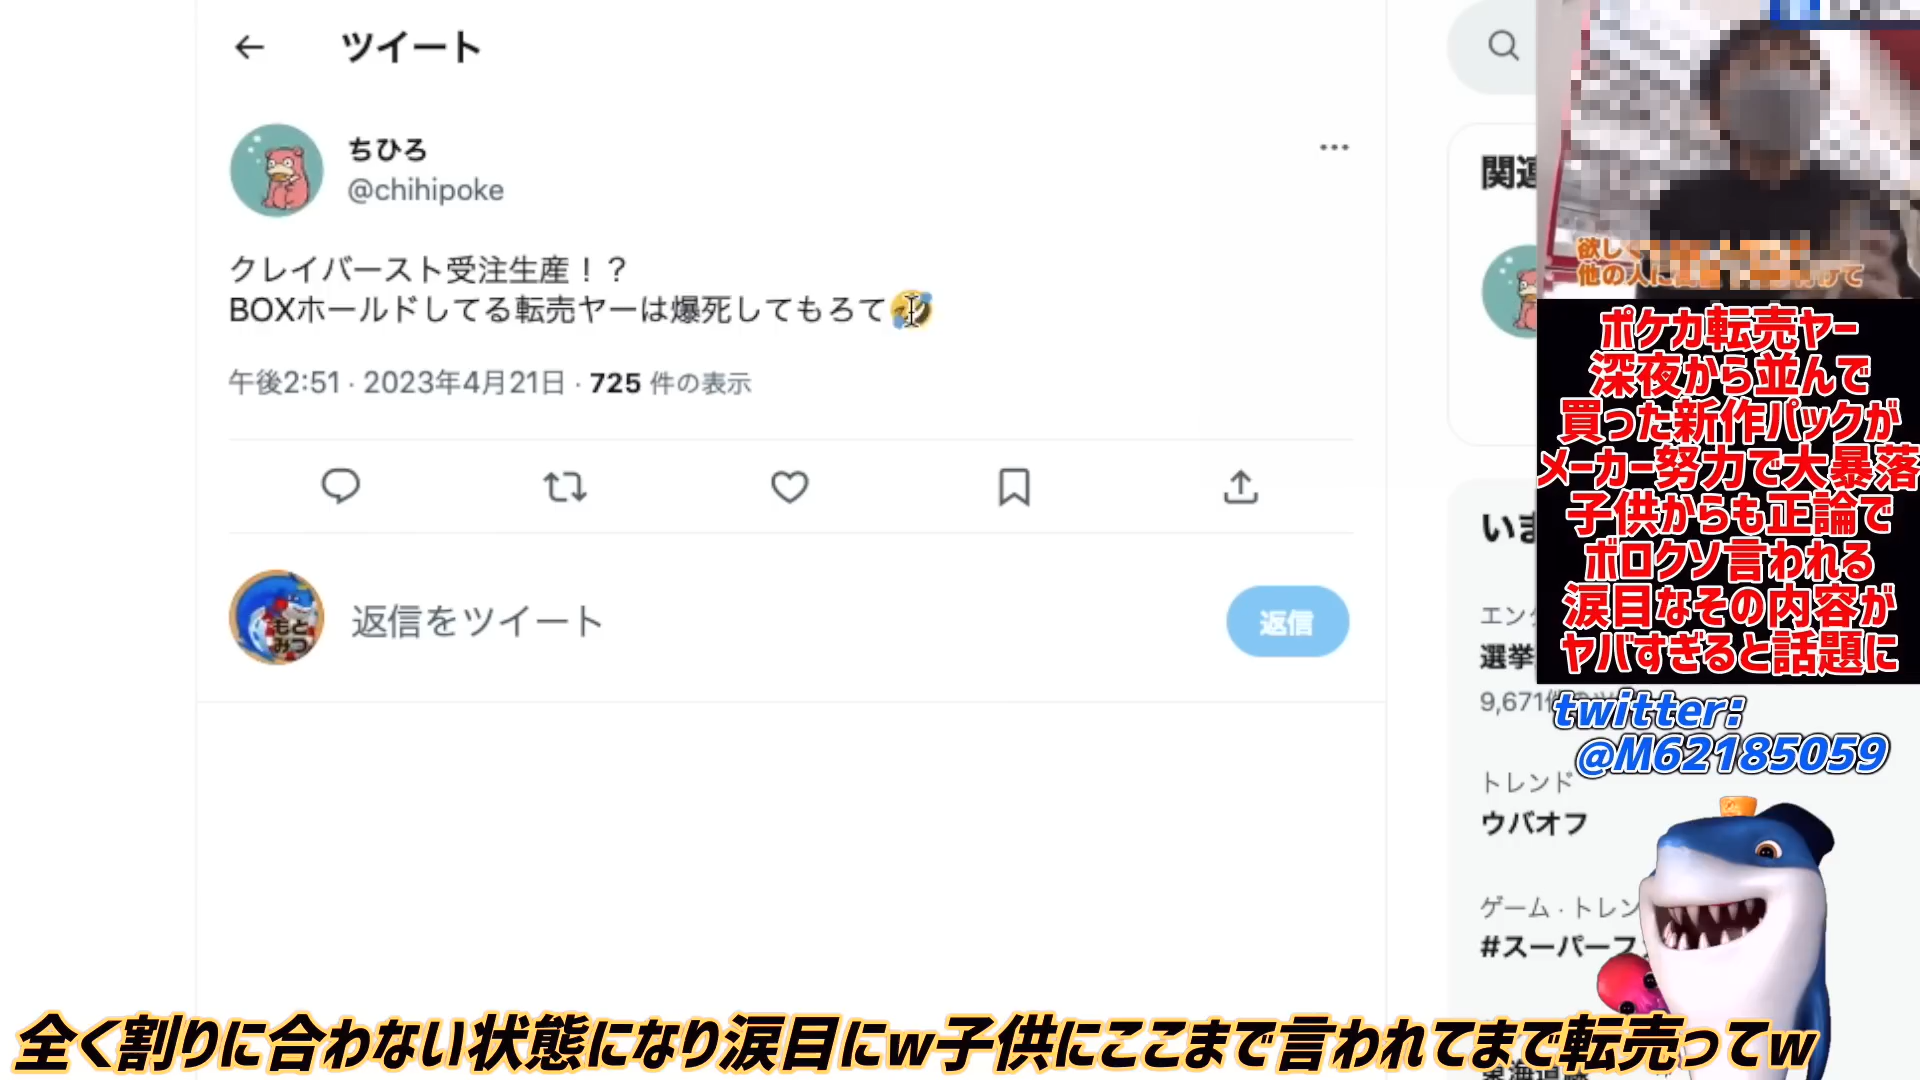 ツイート
ちひろ
@chihipoke
クレイバースト受注生産！？
BOXホールドしてる転売ヤーは爆死してもろて
午後2:51 · 2023年4月21日 · 725 件の表示
返信をツイート
返信
もと
みつ
欲し
他の人に
ポケカ転売ヤー
深夜から並んで
買った新作パックが
メーカー努力で大暴落
子供からも正論で
ボロクソ言われる
涙目なその内容が
ヤバすぎると話題に
twitter:
@M62185059
関連
いま
エン
選挙
9,671件
トレンド
ウバオフ
ゲーム · トレン
#スーパーフ
全く割りに合わない状態になり涙目にw子供にここまで言われてまで転売ってw